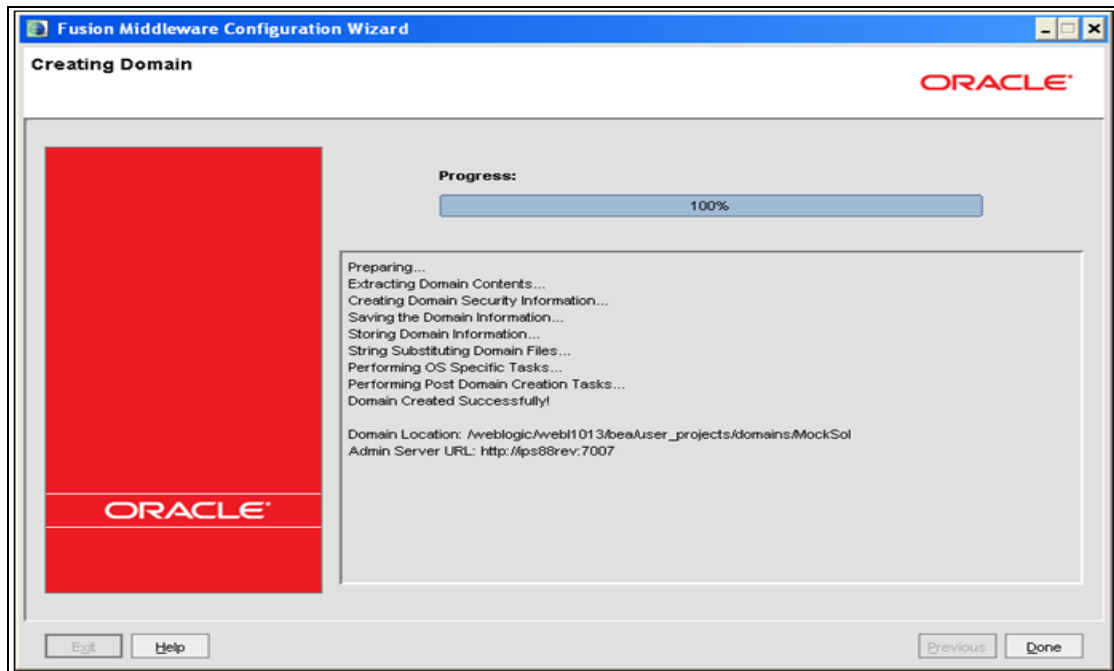 Fusion Middleware Configuration Wizard
Creating Domain
ORACLE
Progress:
100%
Preparing...
Extracting Domain Contents...
Creating Domain Security Information...
Saving the Domain Information...
Storing Domain Information...
String Substituting Domain Files...
Performing OS Specific Tasks...
Performing Post Domain Creation Tasks...
Domain Created Successfully!
Domain Location: /weblogic/webl1013/bea/user_projects/domains/MockSol
Admin Server URL: http://ps88rev:7007
ORACLE
Exit Help Previous Done